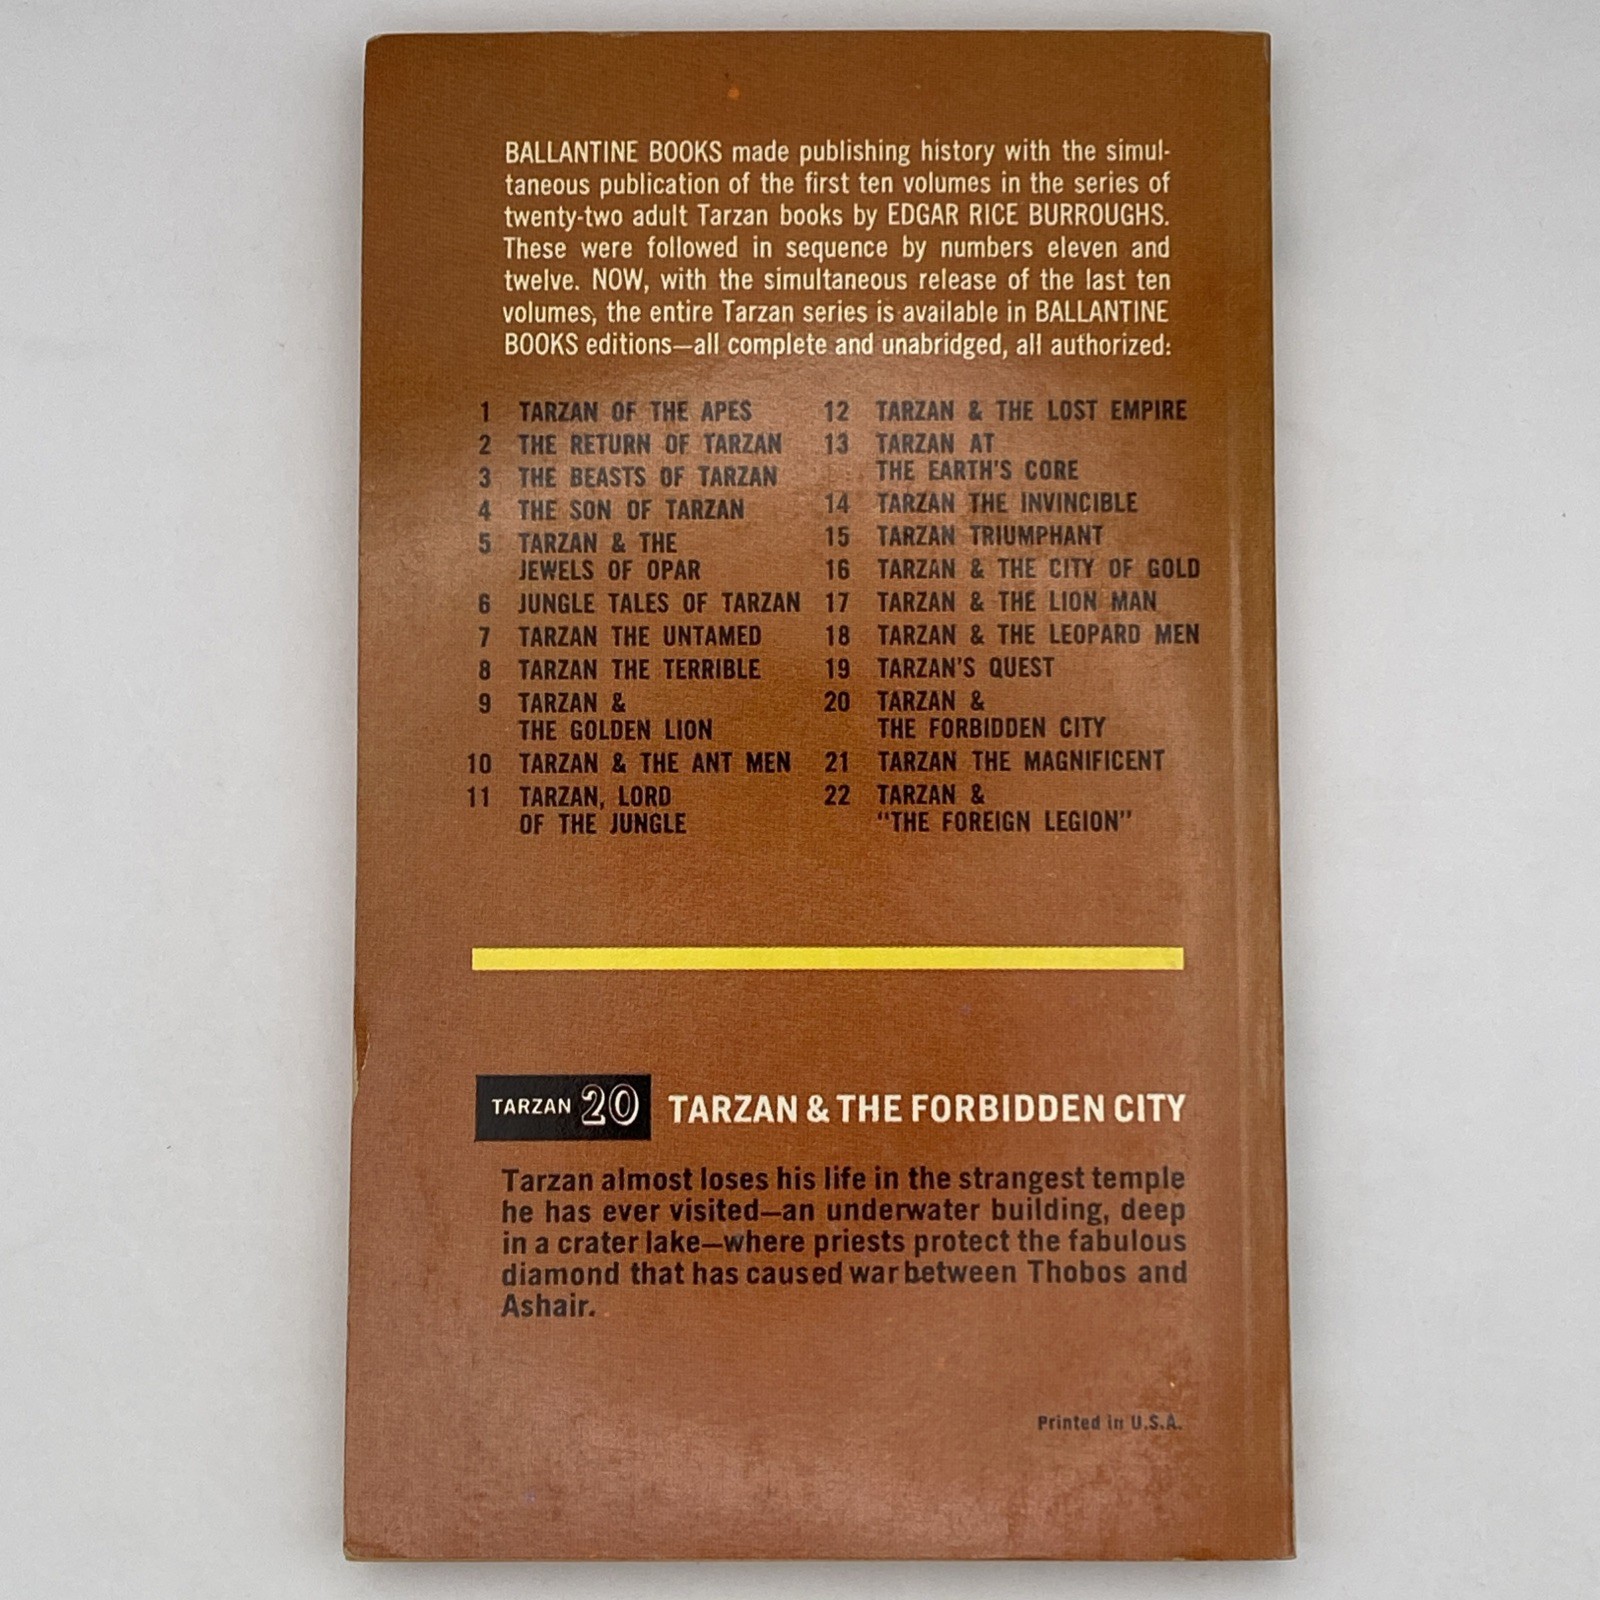 BALLANTINE BOOKS made publishing history with the simul-
taneous publication of the first ten volumes in the series of
twenty-two adult Tarzan books by EDGAR RICE BURROUGHS.
These were followed in sequence by numbers eleven and
twelve. NOW, with the simultaneous release of the last ten
volumes, the entire Tarzan series is available in BALLANTINE
BOOKS editions—all complete and unabridged, all authorized:
1 TARZAN OF THE APES
2 THE RETURN OF TARZAN
3 THE BEASTS OF TARZAN
4 THE SON OF TARZAN
5 TARZAN & THE
JEWELS OF OPAR
6 JUNGLE TALES OF TARZAN
7 TARZAN THE UNTAMED
8 TARZAN THE TERRIBLE
9 TARZAN &
THE GOLDEN LION
10 TARZAN & THE ANT MEN
11 TARZAN, LORD
OF THE JUNGLE
12 TARZAN & THE LOST EMPIRE
13 TARZAN AT
THE EARTH'S CORE
14 TARZAN THE INVINCIBLE
15 TARZAN TRIUMPHANT
16 TARZAN & THE CITY OF GOLD
17 TARZAN & THE LION MAN
18 TARZAN & THE LEOPARD MEN
19 TARZAN'S QUEST
20 TARZAN &
THE FORBIDDEN CITY
21 TARZAN THE MAGNIFICENT
22 TARZAN &
"THE FOREIGN LEGION"
TARZAN 20 TARZAN & THE FORBIDDEN CITY
Tarzan almost loses his life in the strangest temple
he has ever visited—an underwater building, deep
in a crater lake—where priests protect the fabulous
diamond that has caused war between Thobos and
Ashair.
Printed in U.S.A.